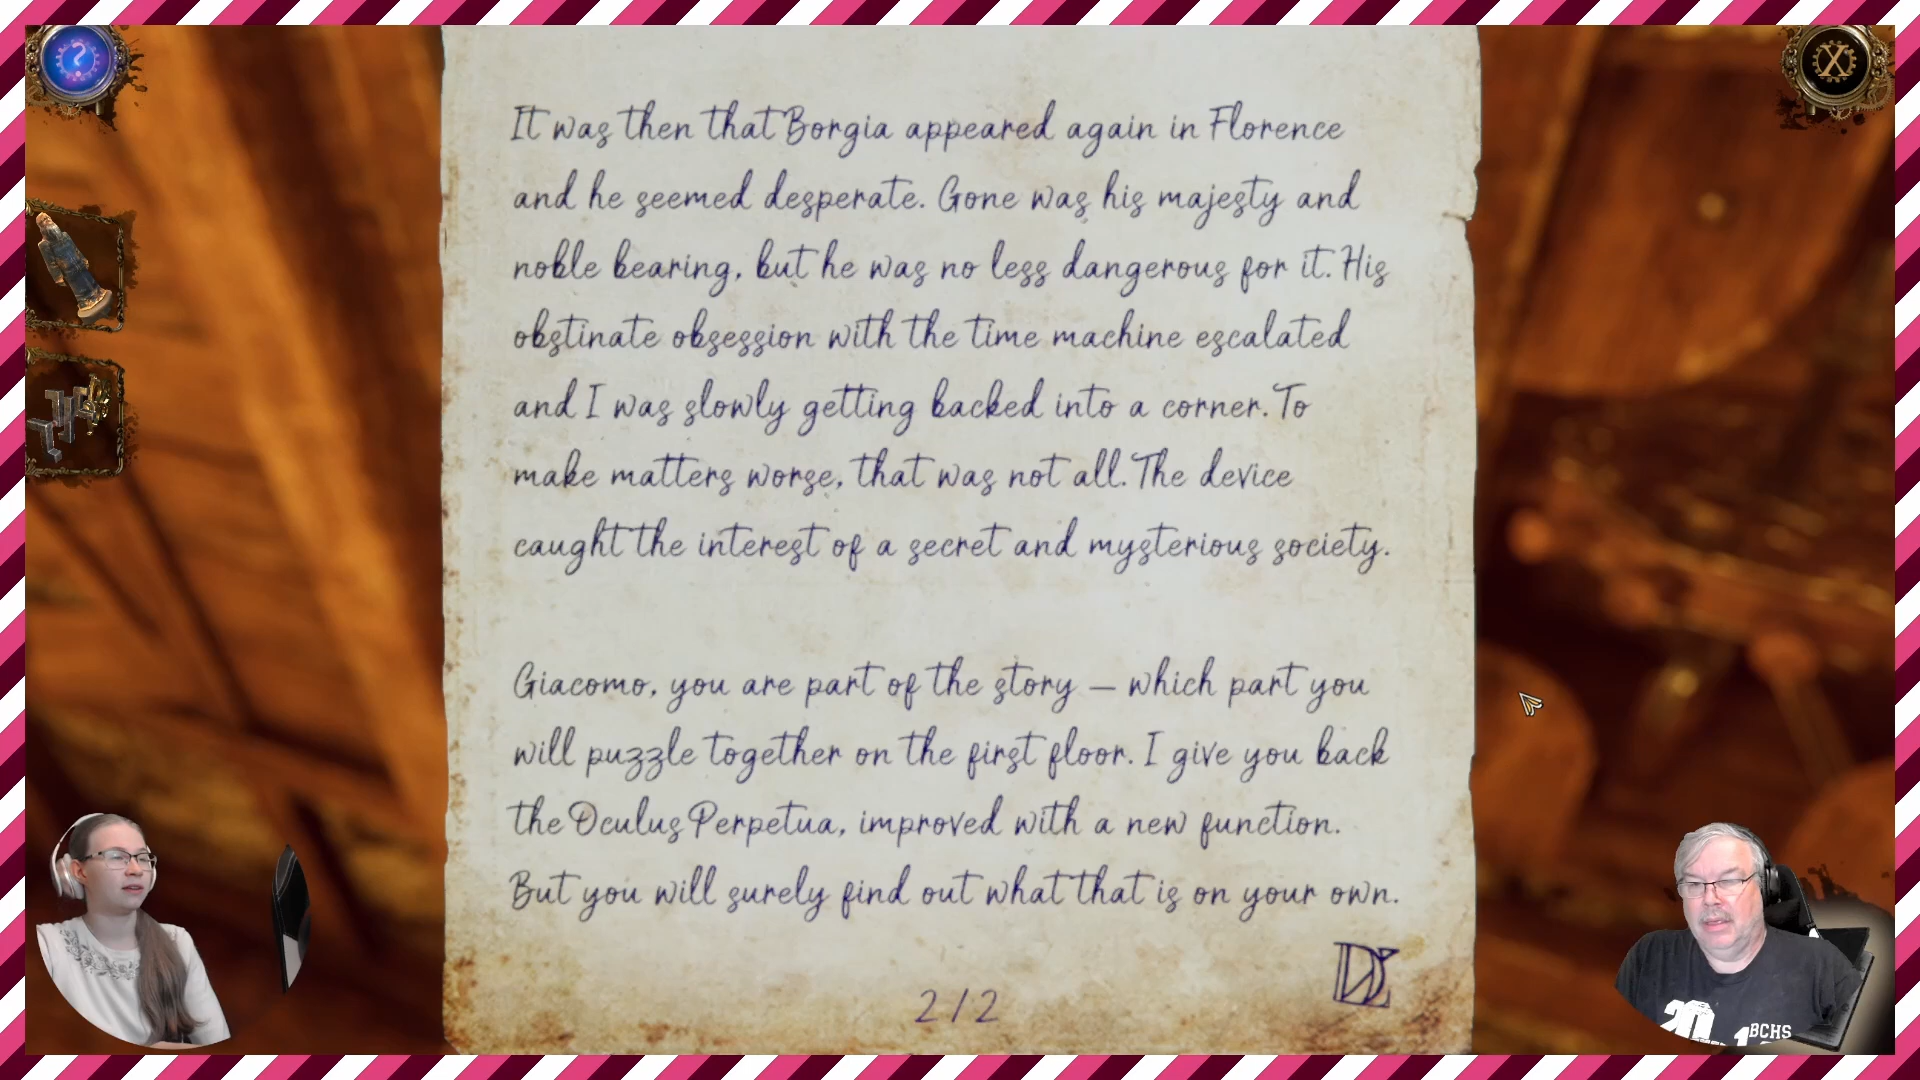 It was then that Borgia appeared again in Florence
and he seemed desperate. Gone was his majesty and
noble bearing, but he was no less dangerous for it. His
obstinate obsession with the time machine escalated
and I was slowly getting backed into a corner. To
make matters worse, that was not all. The device
caught the interest of a secret and mysterious society.
Giacomo, you are part of the story – which part you
will puzzle together on the first floor. I give you back
the Oculus Perpetua, improved with a new function.
But you will surely find out what that is on your own.
2/2
?
X
BCHS